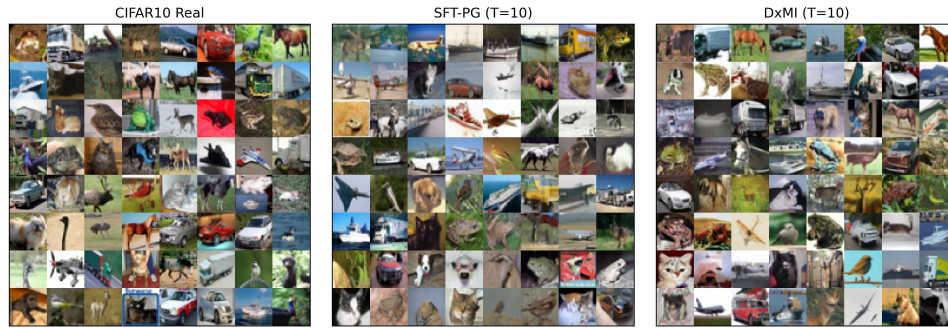 CIFAR10 Real
SFT-PG (T=10)
DxMI (T=10)